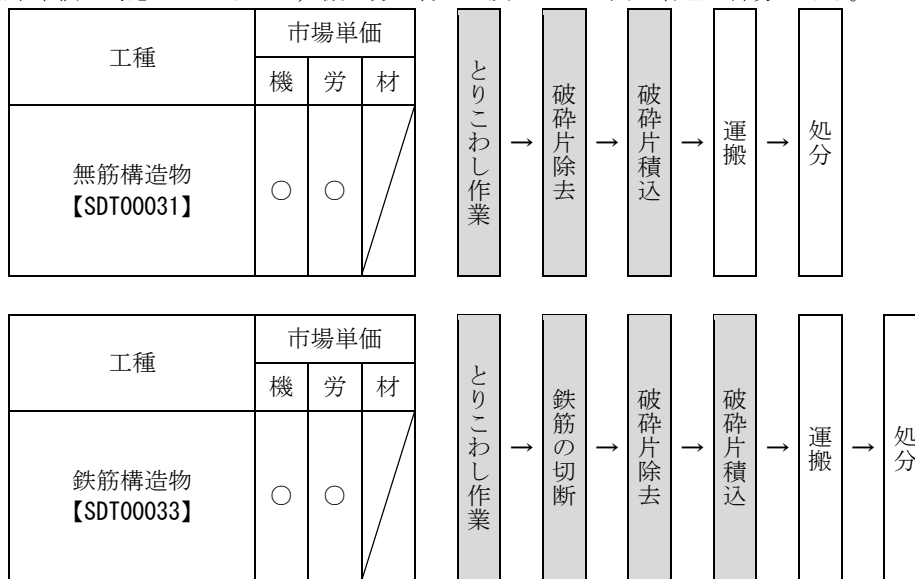 工種
市場単価
機 労 材
無筋構造物
【SDT00031】
○ ○
とりこわし作業 → 破砕片除去 → 破砕片積込 → 運搬 → 処分
工種
市場単価
機 労 材
鉄筋構造物
【SDT00033】
○ ○
とりこわし作業 → 鉄筋の切断 → 破砕片除去 → 破砕片積込 → 運搬 → 処分